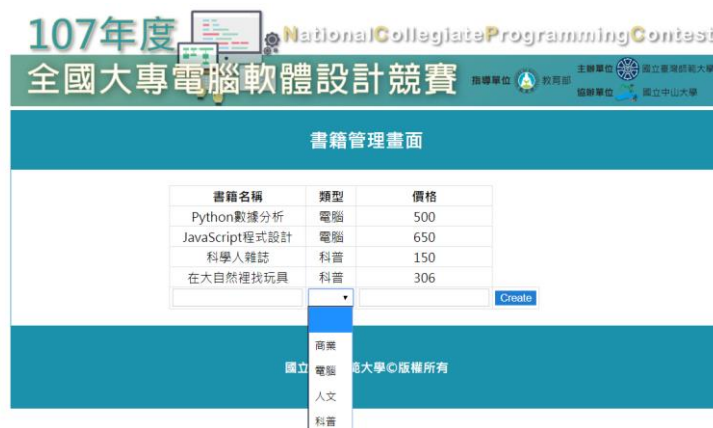 107年度
NationalCollegiateProgrammingContest
全國大專電腦軟體設計競賽
指導單位 教育部
主辦單位 國立臺灣師範大學
協辦單位 國立中山大學
書籍管理畫面
書籍名稱 類型 價格
Python數據分析 電腦 500
JavaScript程式設計 電腦 650
科學人雜誌 科普 150
在大自然裡找玩具 科普 306
Create
商業
電腦
人文
科普
國立 範大學©版權所有